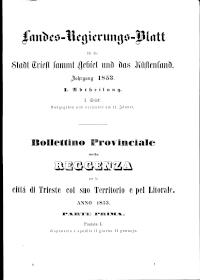 Landes-Regierungs-Blatt
für die
Stadt Triest sammt Gebiet und das Küstenland.
Jahrgang 1853.
I. Abtheilung.
I. Stück
Ausgegeben und versendet am 11. Jänner.
Bollettino Provinciale
della
REGGENZA
per la
città di Trieste col suo Territorio e pel Litorale.
ANNO 1853.
PARTE PRIMA.
Puntata I.
dispensata e spedita il giorno 11 gennajo.